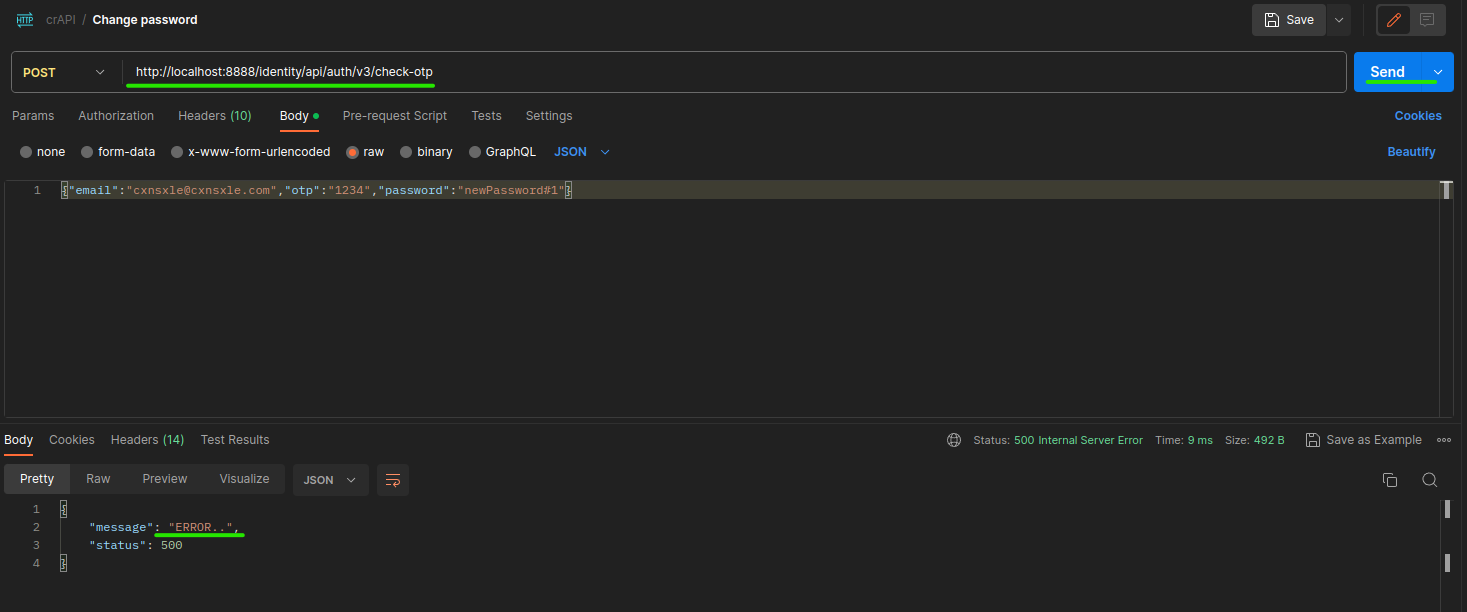 HTTP crAPI / Change password Save
POST http://localhost:8888/identity/api/auth/v3/check-otp Send
Params Authorization Headers (10) Body Pre-request Script Tests Settings Cookies
none form-data x-www-form-urlencoded raw binary GraphQL JSON Beautify
1 {"email":"cxnsxle@cxnsxle.com","otp":"1234","password":"newPassword#1"}
Body Cookies Headers (14) Test Results Status: 500 Internal Server Error Time: 9 ms Size: 492 B Save as Example
Pretty Raw Preview Visualize JSON
1 {
2 "message": "ERROR..",
3 "status": 500
4 }